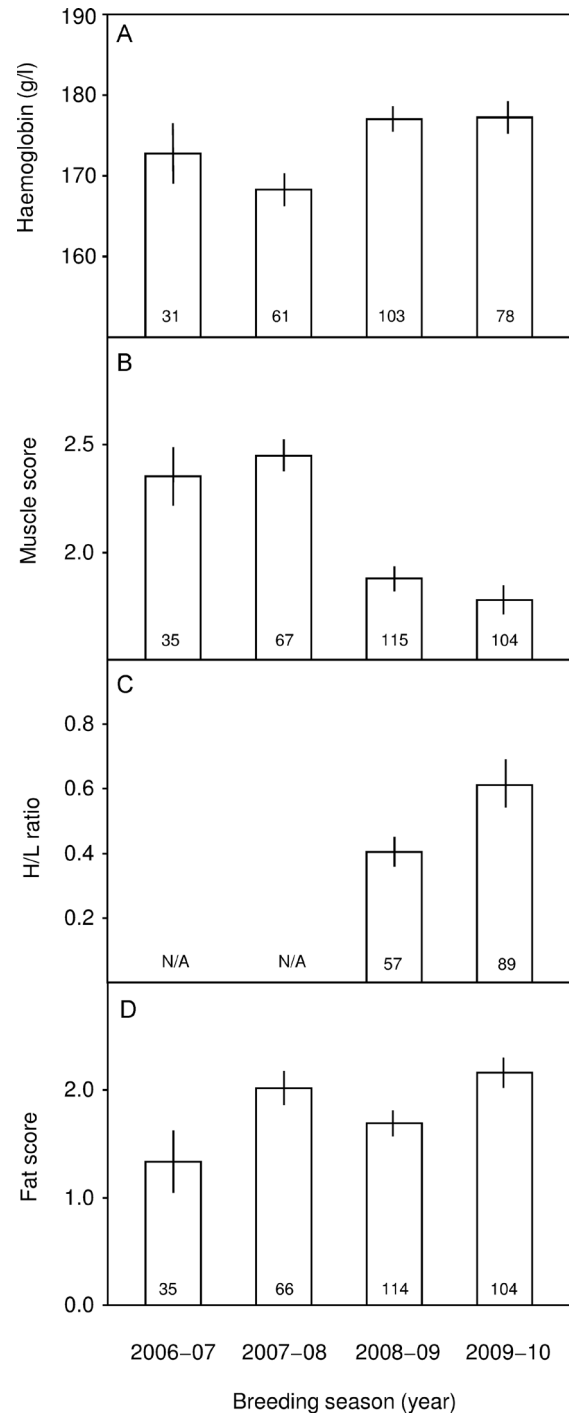 A
Haemoglobin (g/l)
190
180
170
160
31 61 103 78
B
Muscle score
2.5
2.0
35 67 115 104
C
H/L ratio
0.8
0.6
0.4
0.2
N/A N/A 57 89
D
Fat score
2.0
1.0
0.0
35 66 114 104
2006–07 2007–08 2008–09 2009–10
Breeding season (year)